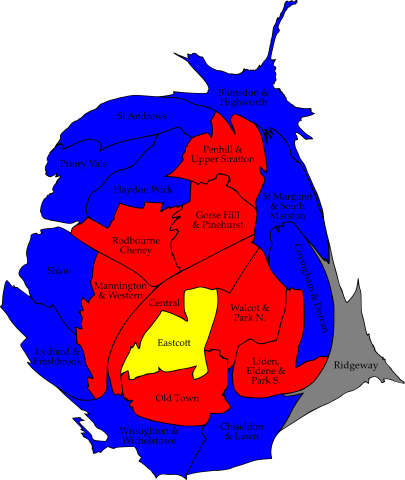 Blunsdon &
Highworth
St Andrews
Penhill &
Upper Stratton
Priory Vale
Haydon Wick
St Margaret
& South
Marston
Gorse Hill
& Pinehurst
Rodbourne
Cheney
Covingham & Dorcan
Shaw
Mannington
& Western
Central
Walcot &
Park N.
Eastcott
Lydiard &
Freshbrook
Liden,
Eldene &
Park S.
Ridgeway
Old Town
Wroughton &
Wichelstowe
Chiseldon
& Lawn